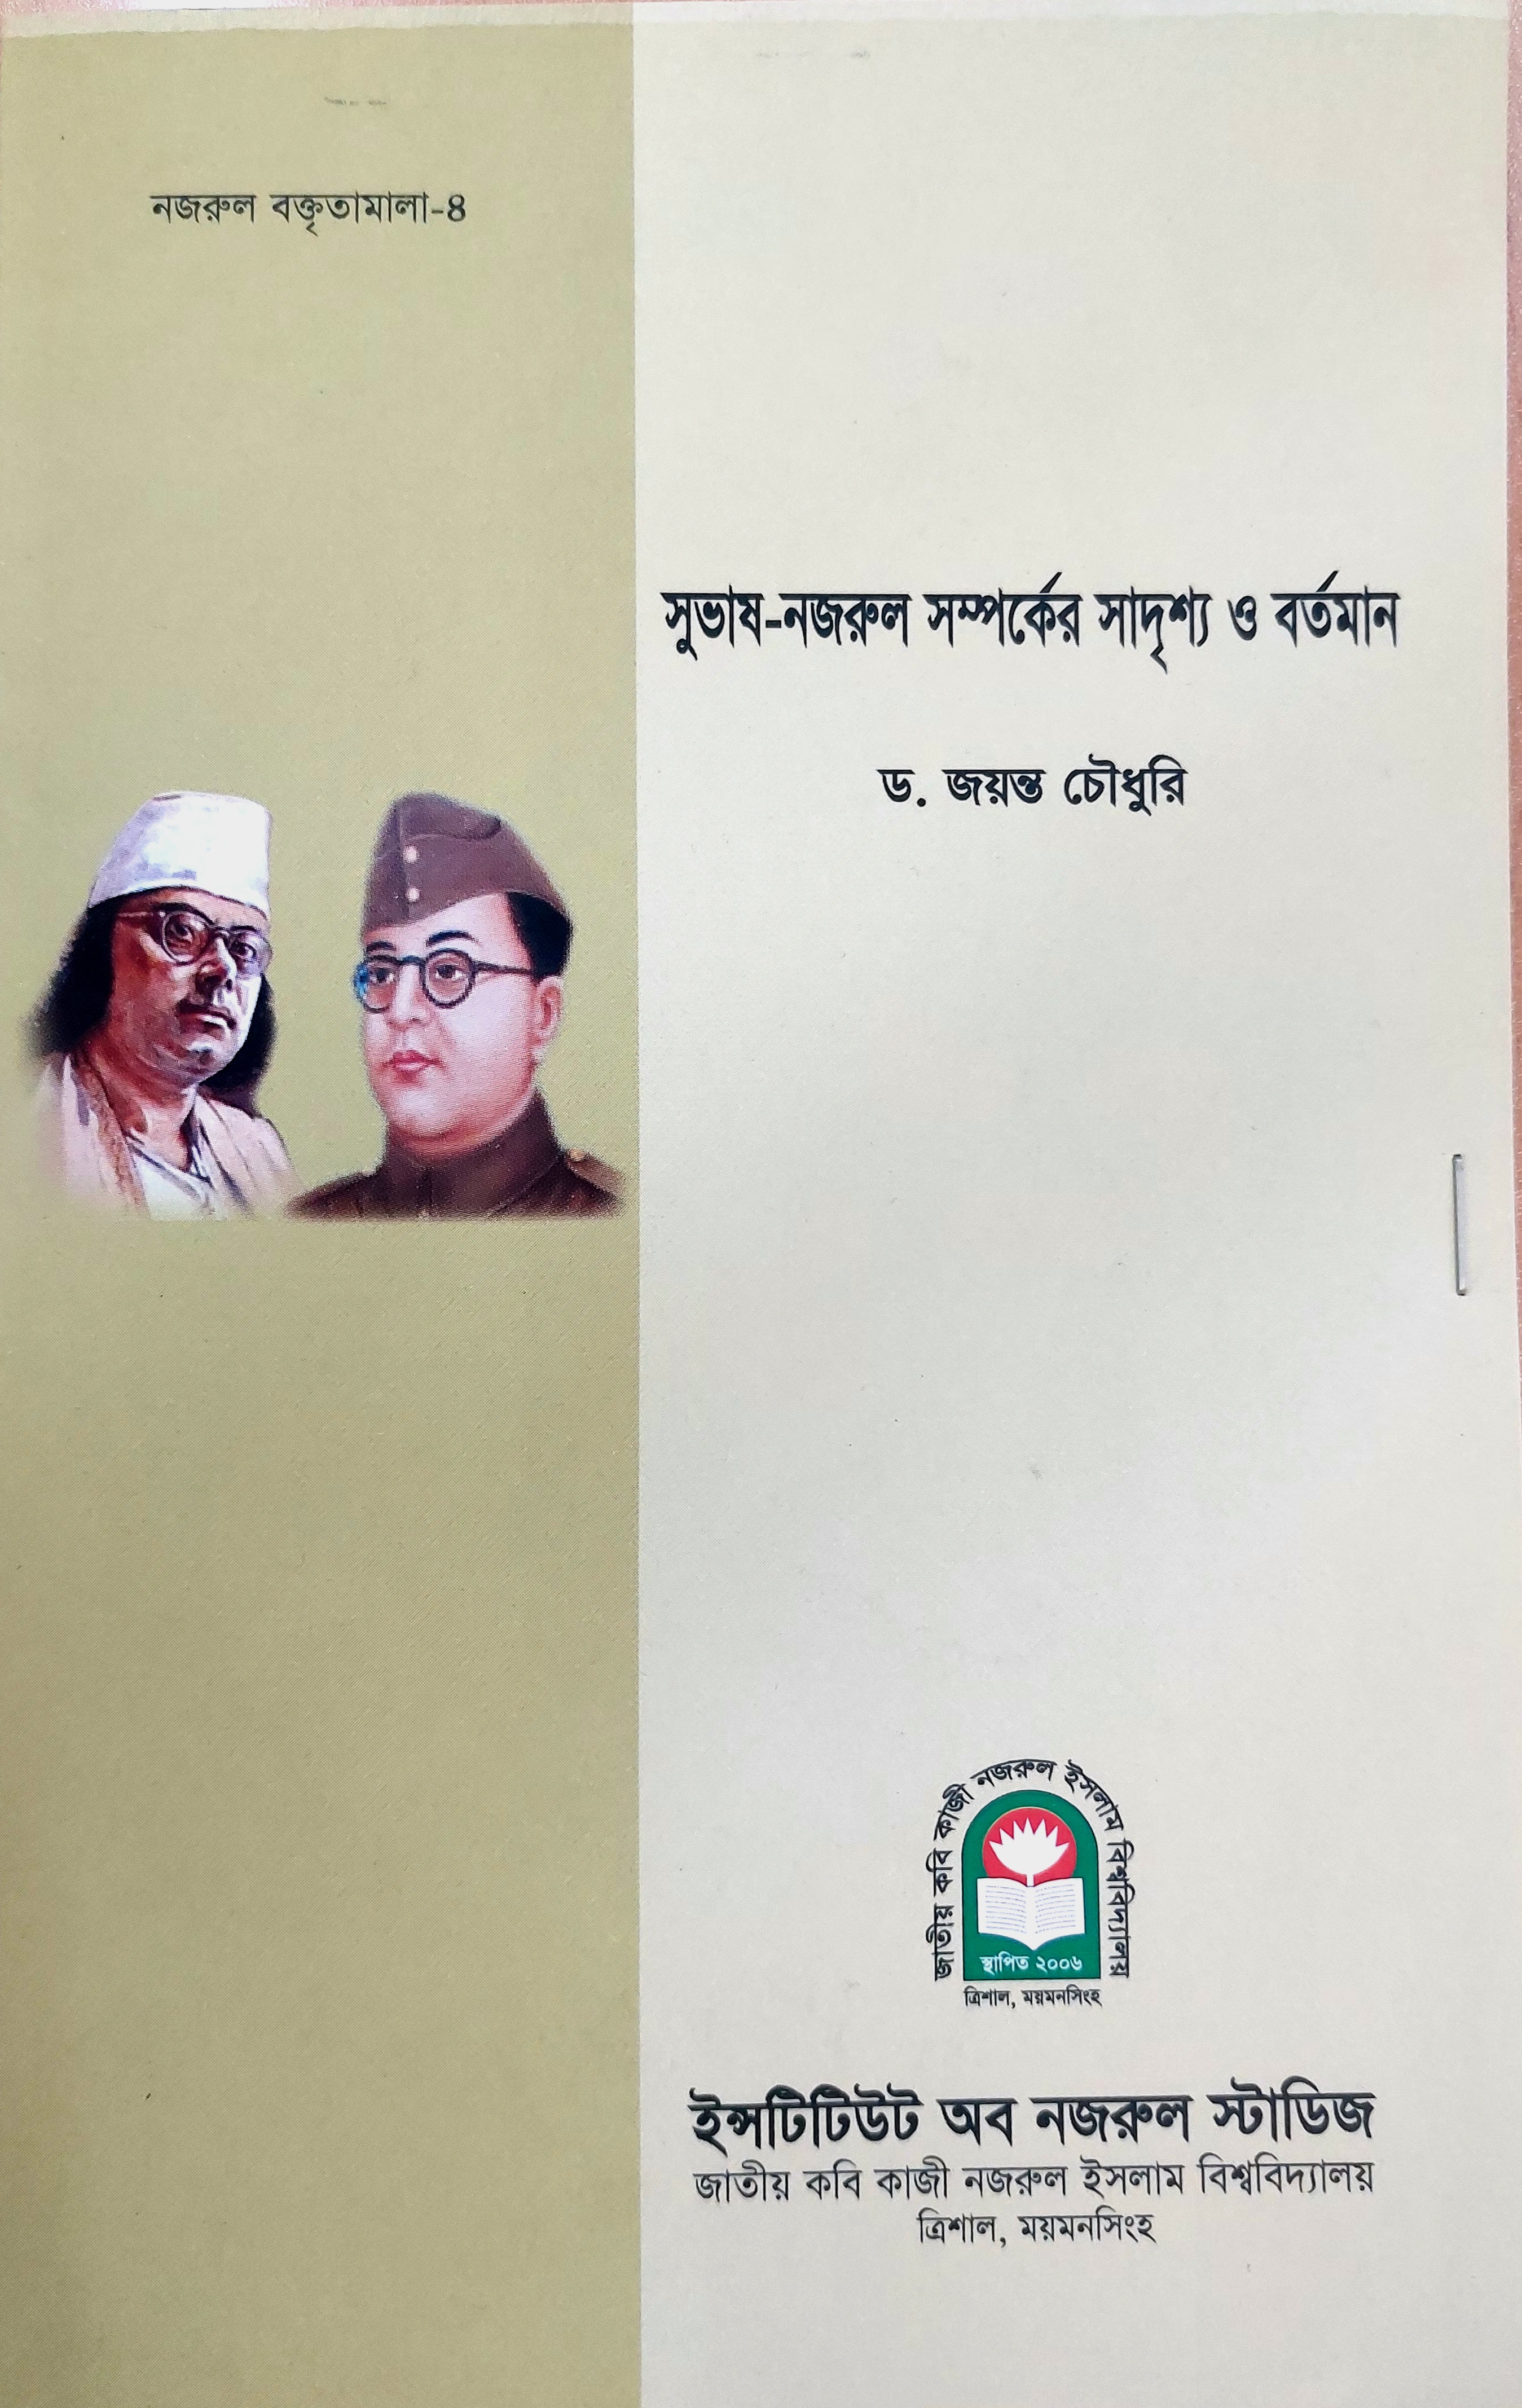 নজরুল বক্তৃতামালা-৪
সুভাষ-নজরুল সম্পর্কের সাদৃশ্য ও বর্তমান
ড. জয়ন্ত চৌধুরি
জাতীয় কবি কাজী নজরুল ইসলাম বিশ্ববিদ্যালয়
স্থাপিত ২০০৬
ত্রিশাল, ময়মনসিংহ
ইন্সটিটিউট অব নজরুল স্টাডিজ
জাতীয় কবি কাজী নজরুল ইসলাম বিশ্ববিদ্যালয়
ত্রিশাল, ময়মনসিংহ